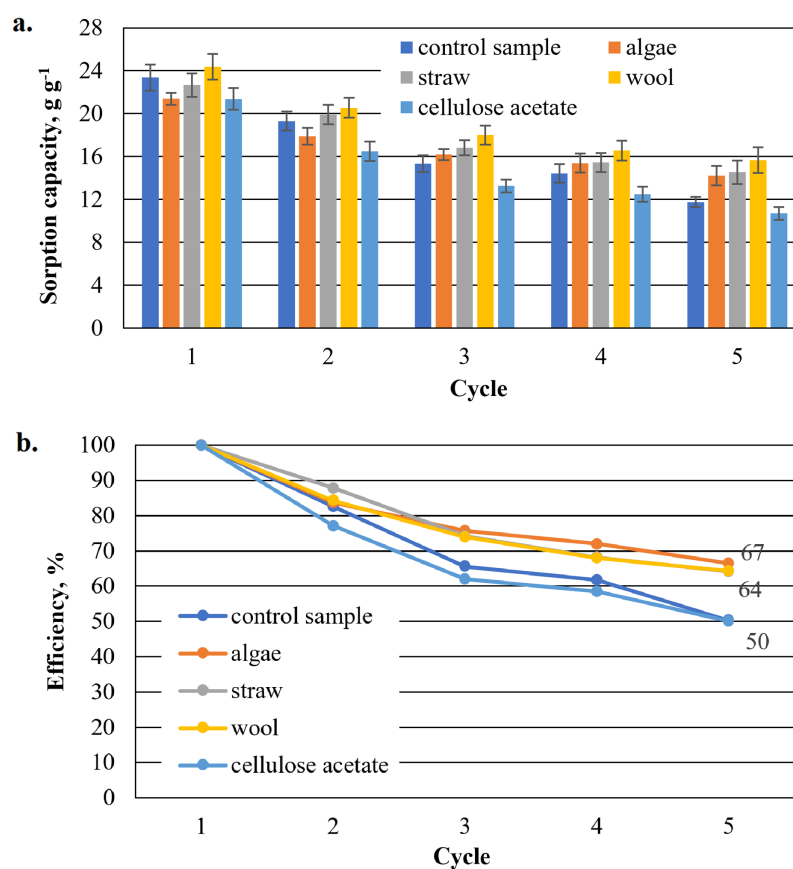 a.
Sorption capacity, g g⁻¹
28
24
20
16
12
8
4
0
control sample
algae
straw
wool
cellulose acetate
1 2 3 4 5
Cycle
b.
Efficiency, %
100
90
80
70
60
50
40
30
20
10
0
67
64
50
control sample
algae
straw
wool
cellulose acetate
1 2 3 4 5
Cycle